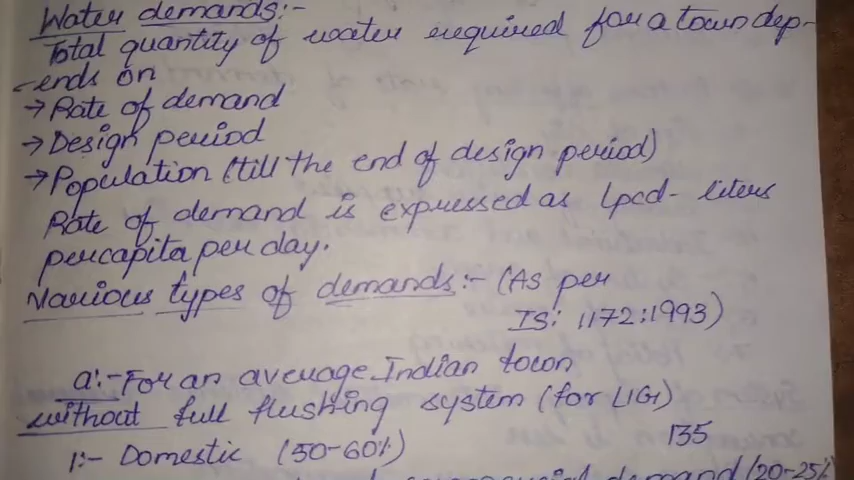 Water demands:-
Total quantity of water required for a town dep-
-ends on
→ Rate of demand
→ Design period
→ Population (till the end of design period)
Rate of demand is expressed as lpcd- liters
percapita per day.
Various types of demands:- (As per
IS: 1172:1993)
a:- For an average Indian town
without full flushing system (for LIG)
1:- Domestic (50-60%) 135
commercial demand (20-25%